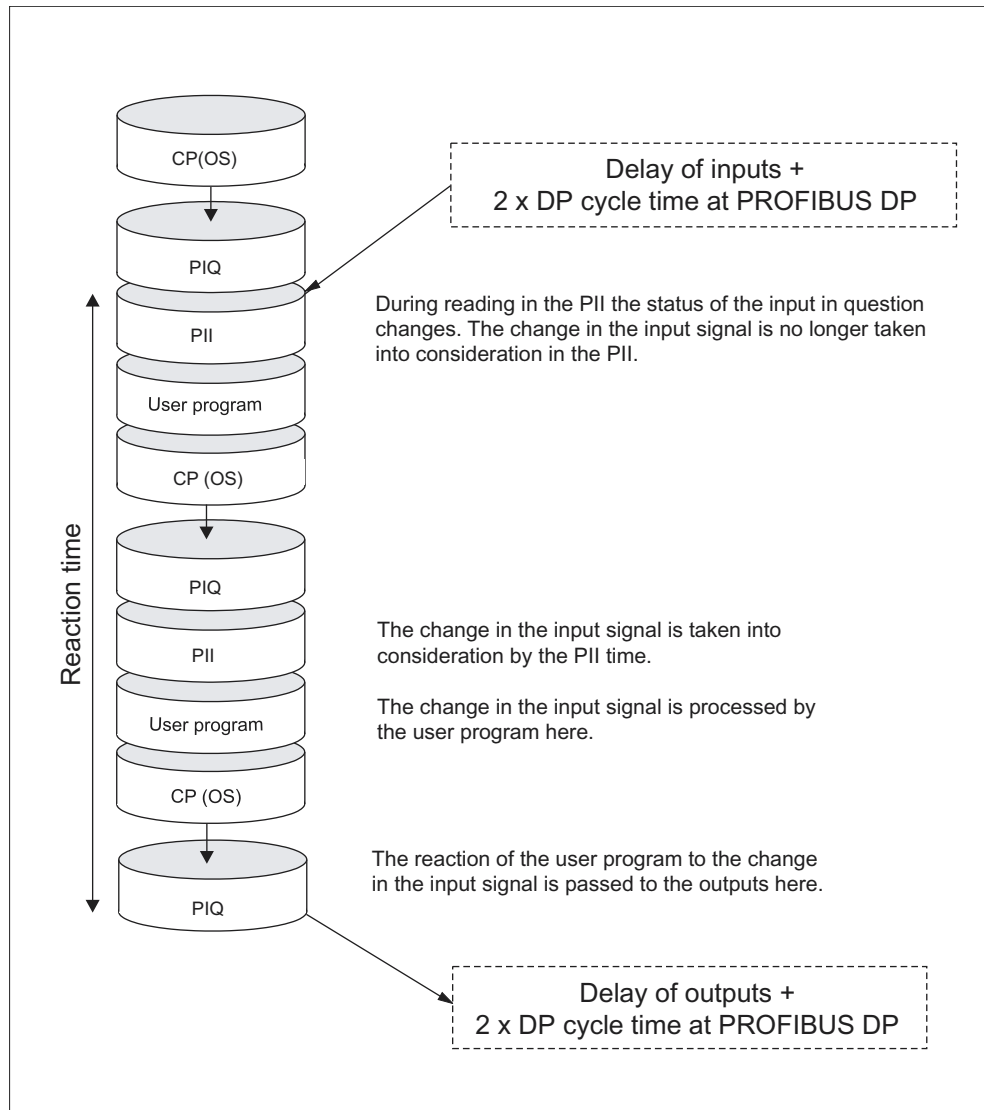 CP(OS)
Delay of inputs +
2 x DP cycle time at PROFIBUS DP
PIQ
During reading in the PII the status of the input in question
changes. The change in the input signal is no longer taken
into consideration in the PII.
PII
User program
CP (OS)
Reaction time
PIQ
The change in the input signal is taken into
consideration by the PII time.
PII
The change in the input signal is processed by
the user program here.
User program
CP (OS)
The reaction of the user program to the change
in the input signal is passed to the outputs here.
PIQ
Delay of outputs +
2 x DP cycle time at PROFIBUS DP